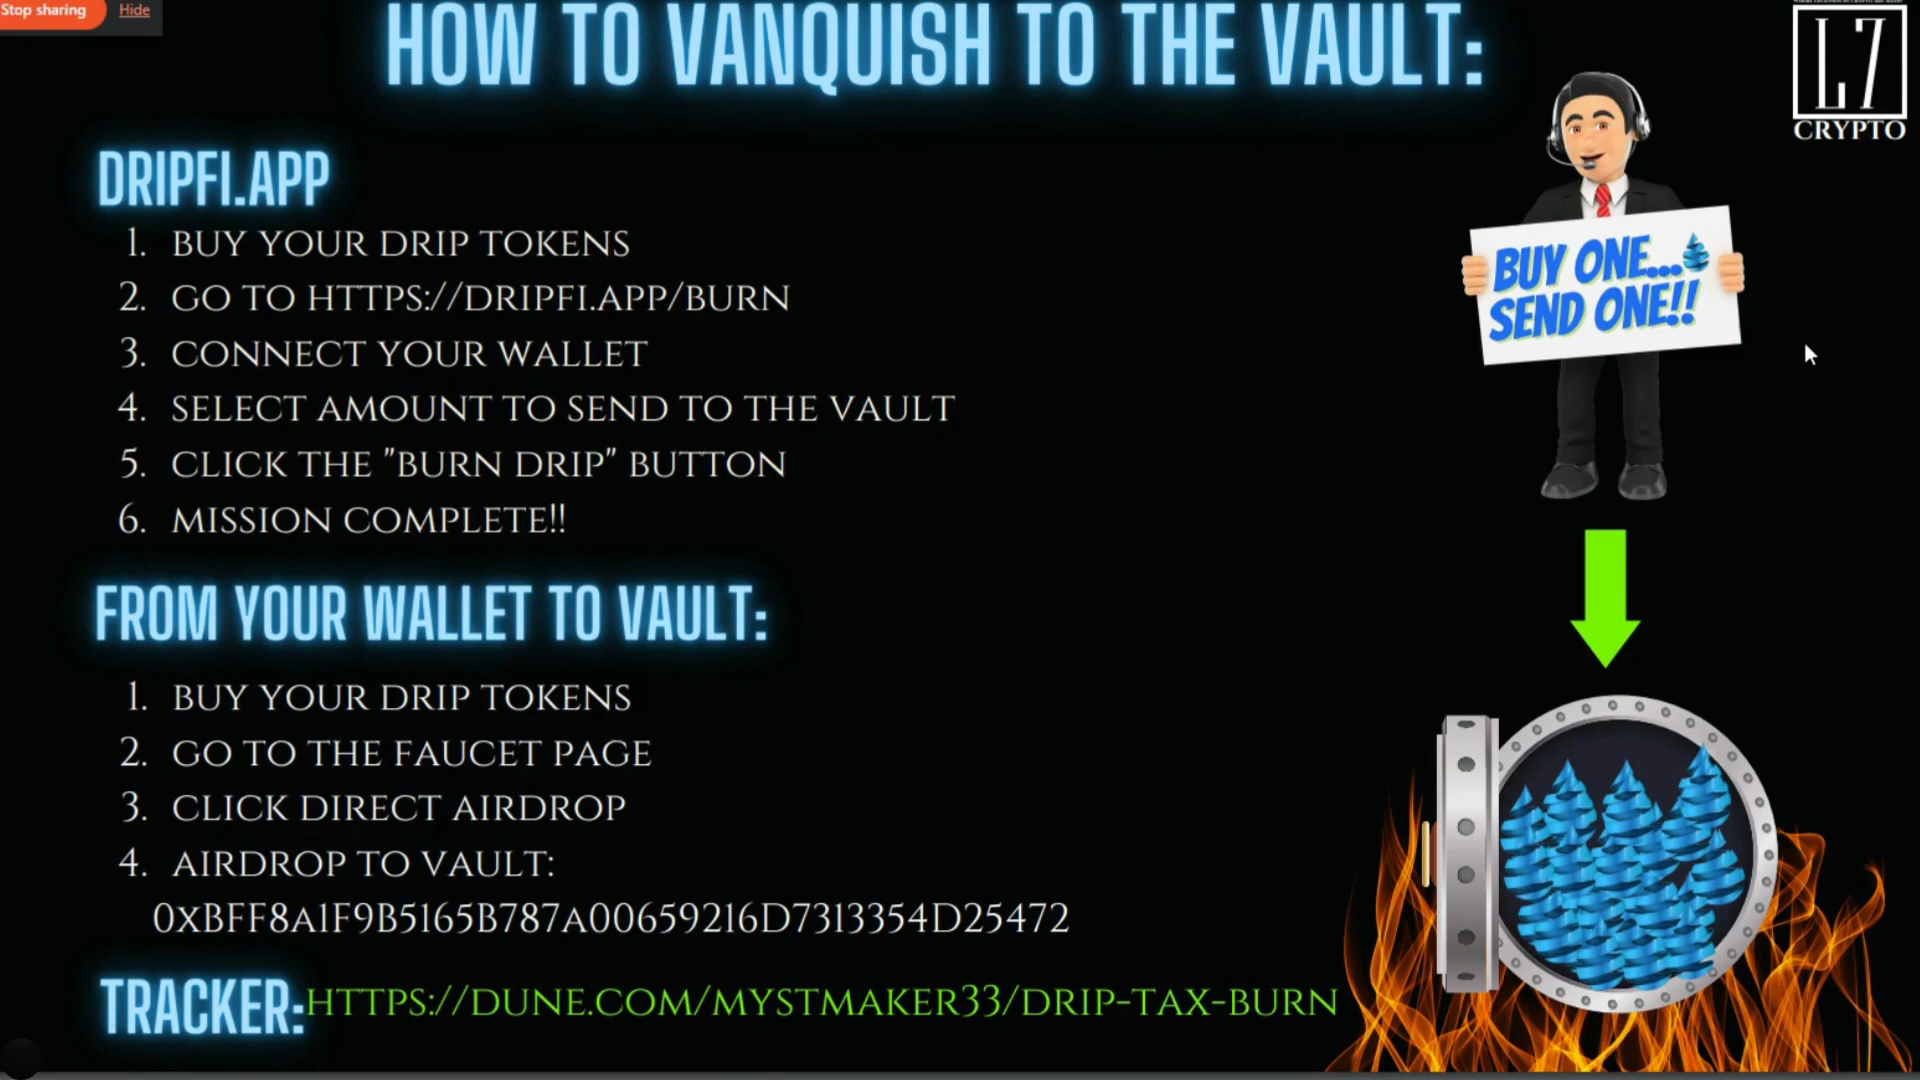 Stop sharing
Hide
HOW TO VANQUISH TO THE VAULT:
L7
CRYPTO
DRIPFI.APP
1. BUY YOUR DRIP TOKENS
2. GO TO HTTPS://DRIPFI.APP/BURN
3. CONNECT YOUR WALLET
4. SELECT AMOUNT TO SEND TO THE VAULT
5. CLICK THE "BURN DRIP" BUTTON
6. MISSION COMPLETE!!
BUY ONE...
SEND ONE!!
FROM YOUR WALLET TO VAULT:
1. BUY YOUR DRIP TOKENS
2. GO TO THE FAUCET PAGE
3. CLICK DIRECT AIRDROP
4. AIRDROP TO VAULT:
0XBFF8A1F9B5165B787A00659216D7313354D25472
TRACKER: HTTPS://DUNE.COM/MYSTMAKER33/DRIP-TAX-BURN